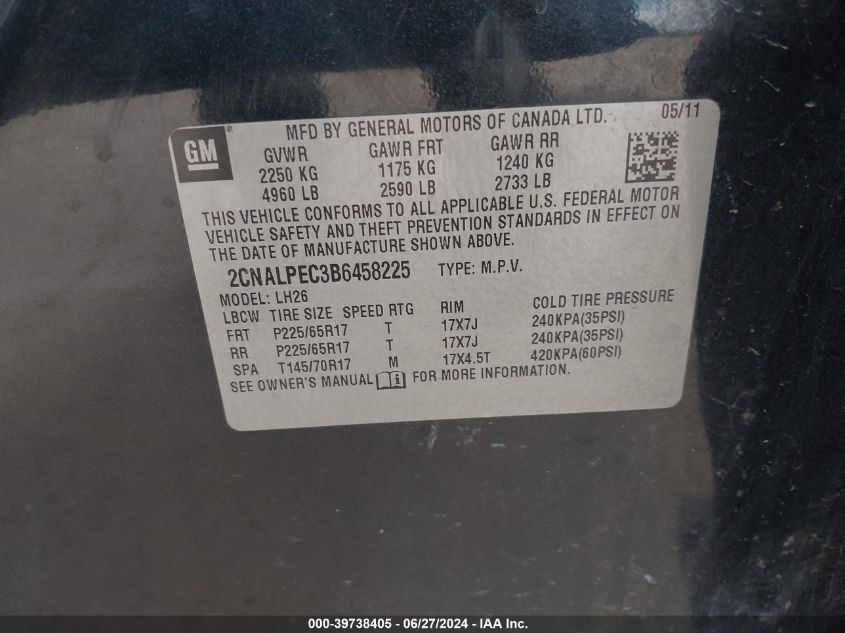 GM
MFD BY GENERAL MOTORS OF CANADA LTD. 05/11
GVWR GAWR FRT GAWR RR
2250 KG 1175 KG 1240 KG
4960 LB 2590 LB 2733 LB
THIS VEHICLE CONFORMS TO ALL APPLICABLE U.S. FEDERAL MOTOR
VEHICLE SAFETY AND THEFT PREVENTION STANDARDS IN EFFECT ON
THE DATE OF MANUFACTURE SHOWN ABOVE.
2CNALPEC3B6458225 TYPE: M.P.V.
MODEL: LH26
LBCW TIRE SIZE SPEED RTG RIM COLD TIRE PRESSURE
FRT P225/65R17 T 17X7J 240KPA(35PSI)
RR P225/65R17 T 17X7J 240KPA(35PSI)
SPA T145/70R17 M 17X4.5T 420KPA(60PSI)
SEE OWNER'S MANUAL i FOR MORE INFORMATION.
000-39738405 - 06/27/2024 - IAA Inc.